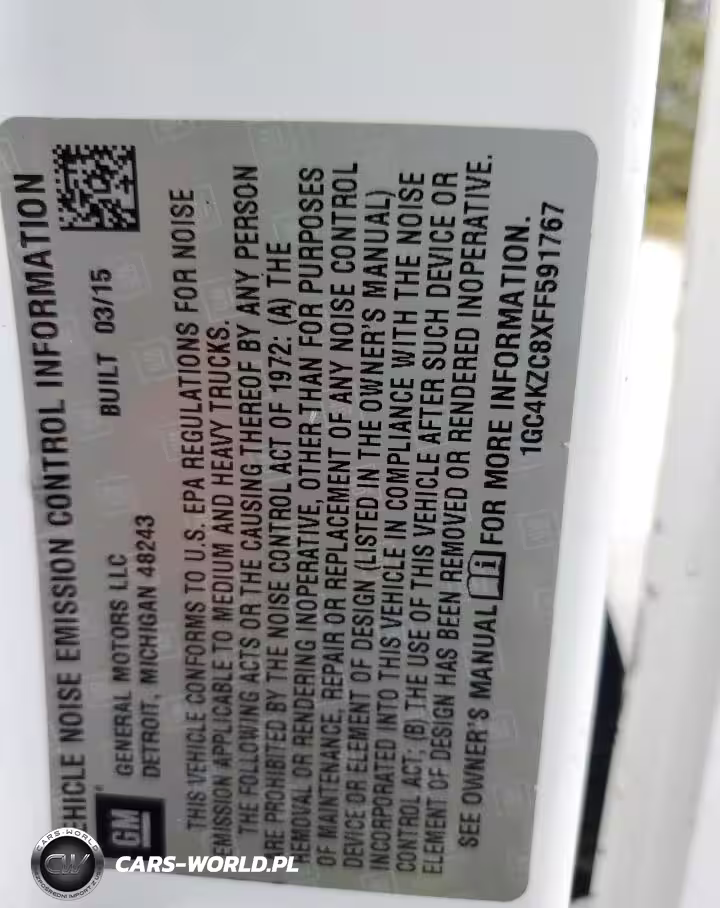 VEHICLE NOISE EMISSION CONTROL INFORMATION
GM
GENERAL MOTORS LLC
DETROIT, MICHIGAN 48243
BUILT 03/15
THIS VEHICLE CONFORMS TO U.S. EPA REGULATIONS FOR NOISE
EMISSION APPLICABLE TO MEDIUM AND HEAVY TRUCKS.
THE FOLLOWING ACTS OR THE CAUSING THEREOF BY ANY PERSON
ARE PROHIBITED BY THE NOISE CONTROL ACT OF 1972: (A) THE
REMOVAL OR RENDERING INOPERATIVE, OTHER THAN FOR PURPOSES
OF MAINTENANCE, REPAIR OR REPLACEMENT OF ANY NOISE CONTROL
DEVICE OR ELEMENT OF DESIGN (LISTED IN THE OWNER'S MANUAL)
INCORPORATED INTO THIS VEHICLE IN COMPLIANCE WITH THE NOISE
CONTROL ACT; (B) THE USE OF THIS VEHICLE AFTER SUCH DEVICE OR
ELEMENT OF DESIGN HAS BEEN REMOVED OR RENDERED INOPERATIVE.
SEE OWNER'S MANUAL i FOR MORE INFORMATION.
1GC4KZC8XFF591767
CW
CARS-WORLD.PL